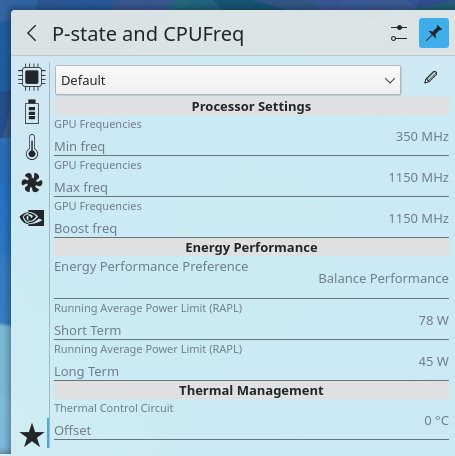 P-state and CPUFreq
Default
Processor Settings
GPU Frequencies
Min freq
350 MHz
GPU Frequencies
Max freq
1150 MHz
GPU Frequencies
Boost freq
1150 MHz
Energy Performance
Energy Performance Preference
Balance Performance
Running Average Power Limit (RAPL)
Short Term
78 W
Running Average Power Limit (RAPL)
Long Term
45 W
Thermal Management
Thermal Control Circuit
Offset
0 °C